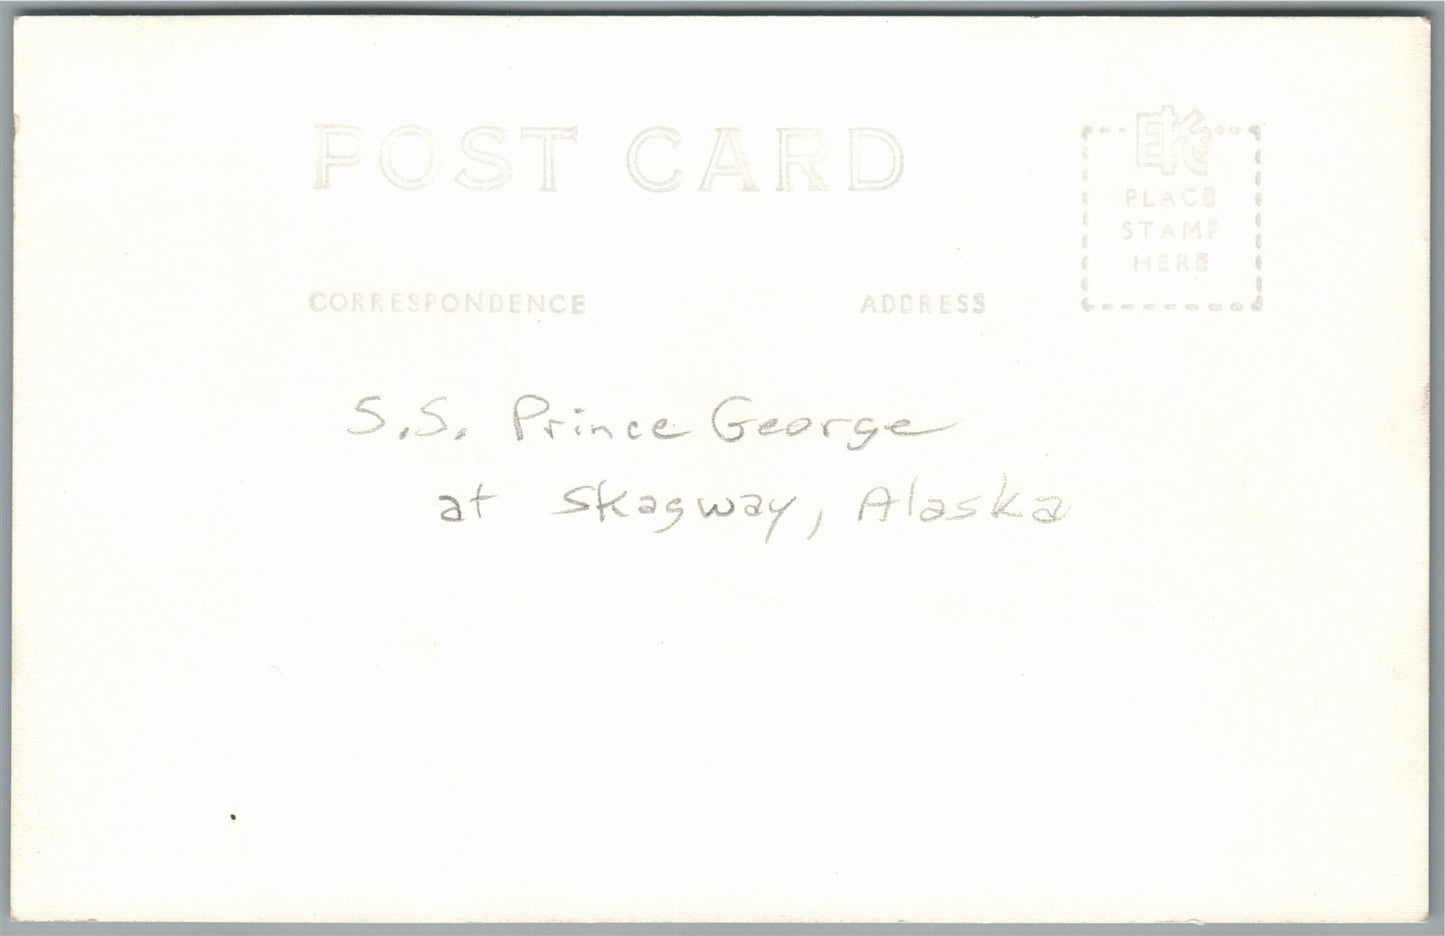 POST CARD
PLACE
STAMP
HERE
CORRESPONDENCE
ADDRESS
S.S. Prince George
at Skagway, Alaska